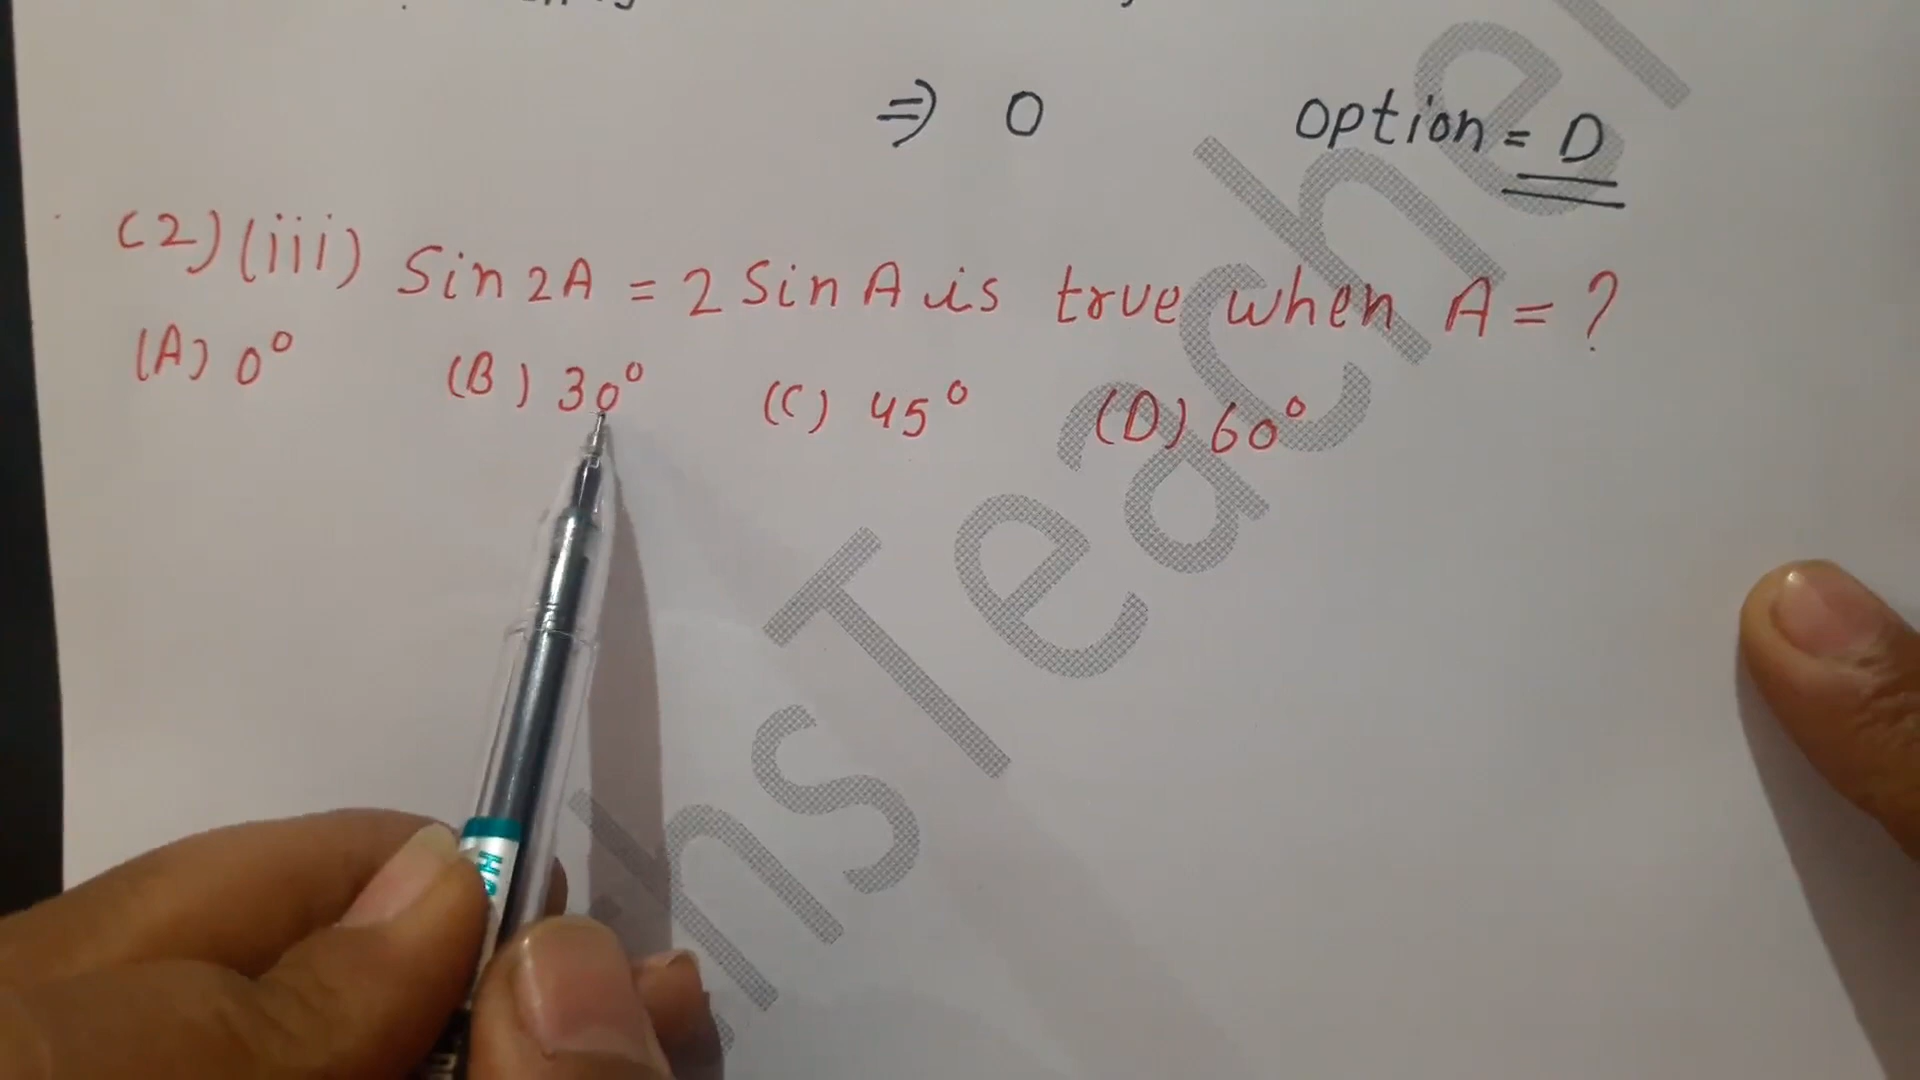 ⇒ 0 option = D
(2)(iii) Sin 2A = 2 Sin A is true when A = ?
(A) 0° (B) 30° (C) 45° (D) 60°